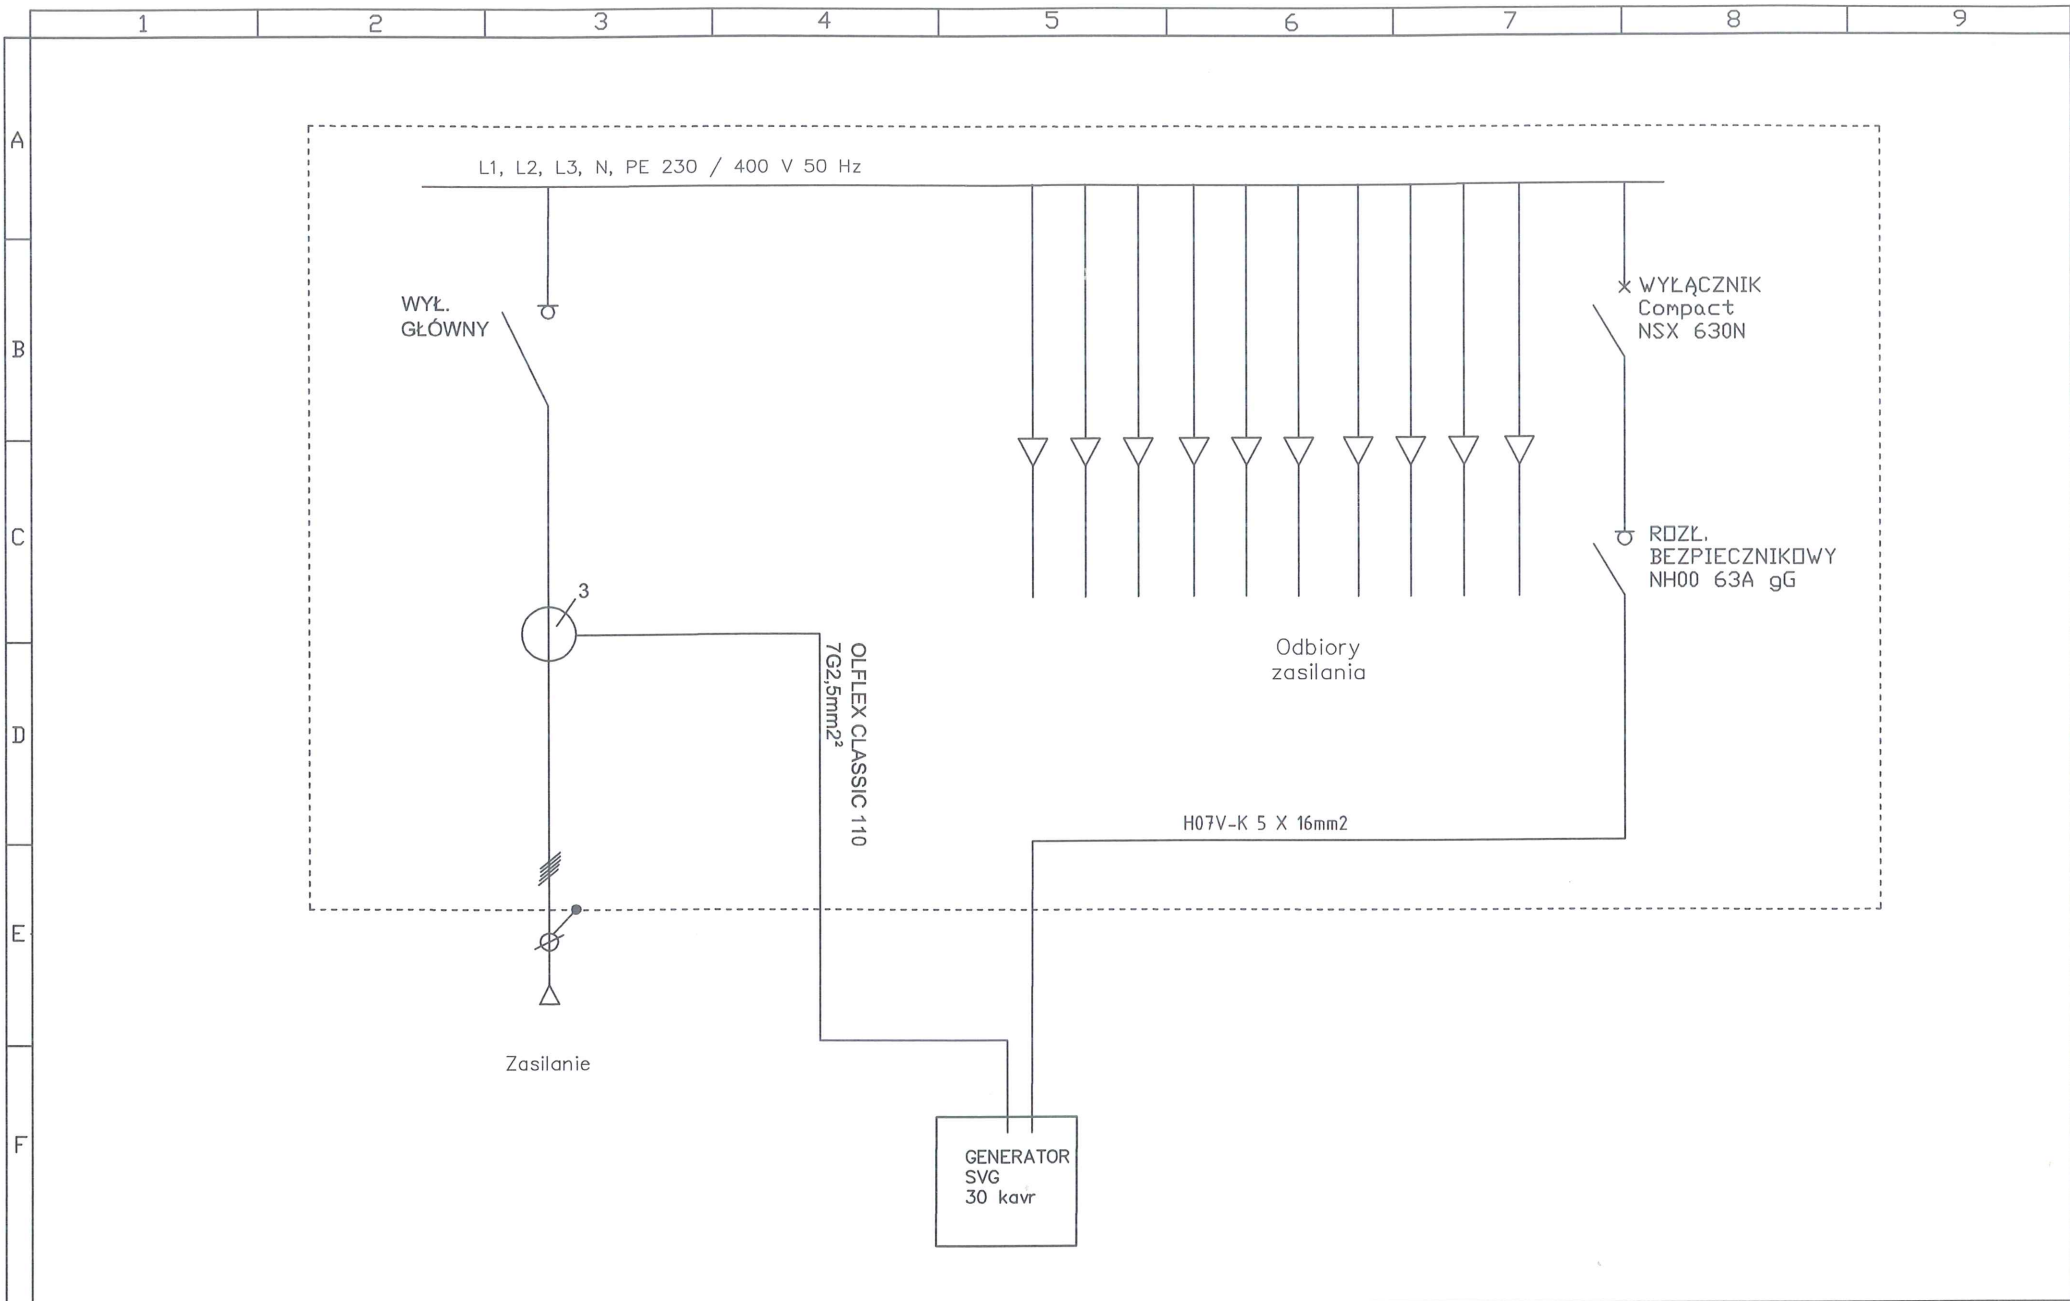 1 2 3 4 5 6 7 8 9
A
L1, L2, L3, N, PE 230 / 400 V 50 Hz
WYŁ.
GŁÓWNY
WYŁĄCZNIK
Compact
NSX 630N
B
C
ROZŁ.
BEZPIECZNIKOWY
NH00 63A gG
3
Odbiory
zasilania
OLFLEX CLASSIC 110
7G2,5mm2²
D
H07V-K 5 X 16mm2
E
Zasilanie
F
GENERATOR
SVG
30 kavr